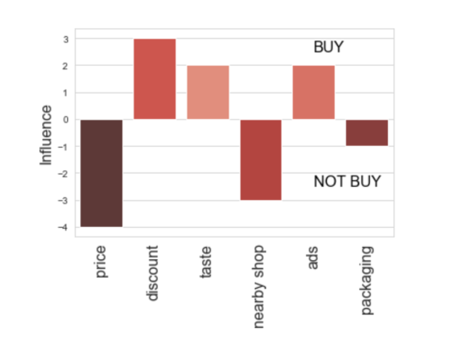 BUY
NOT BUY
Influence
3
2
1
0
−1
−2
−3
−4
price
discount
taste
nearby shop
ads
packaging